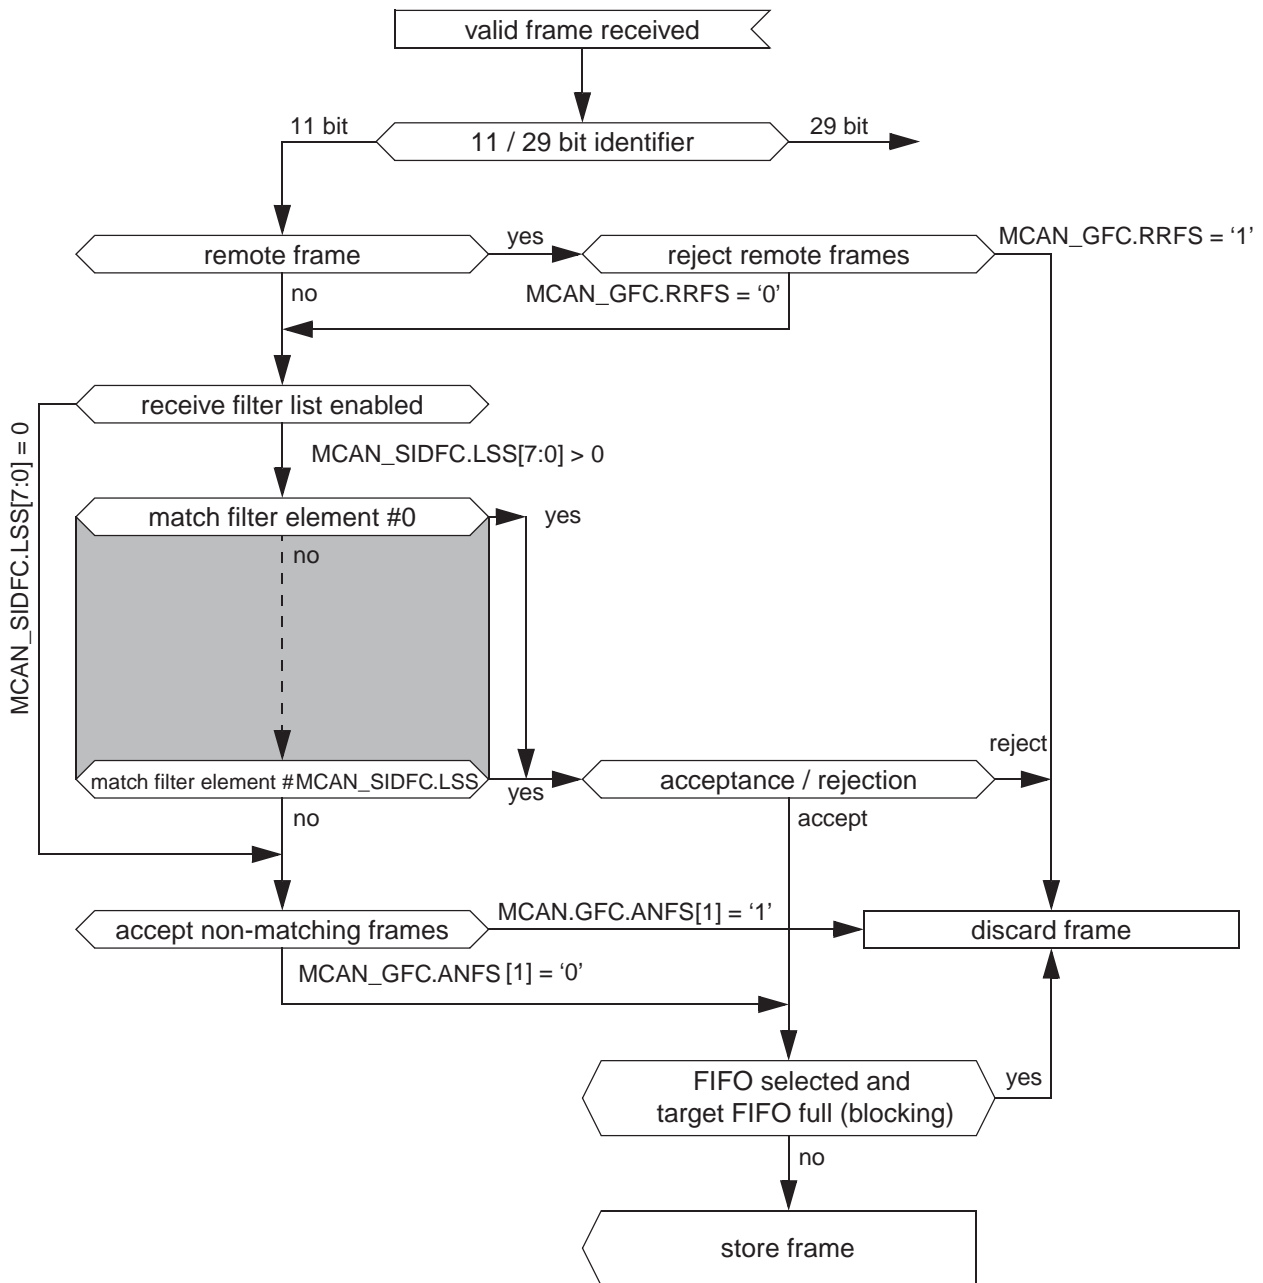 valid frame received
11 bit
11 / 29 bit identifier
29 bit
remote frame
yes
reject remote frames
MCAN_GFC.RRFS = ‘1’
no
MCAN_GFC.RRFS = ‘0’
receive filter list enabled
MCAN_SIDFC.LSS[7:0] = 0
MCAN_SIDFC.LSS[7:0] > 0
match filter element #0
yes
no
match filter element #MCAN_SIDFC.LSS
yes
acceptance / rejection
reject
no
accept
accept non-matching frames
MCAN.GFC.ANFS[1] = ‘1’
discard frame
MCAN_GFC.ANFS [1] = ‘0’
FIFO selected and
target FIFO full (blocking)
yes
no
store frame